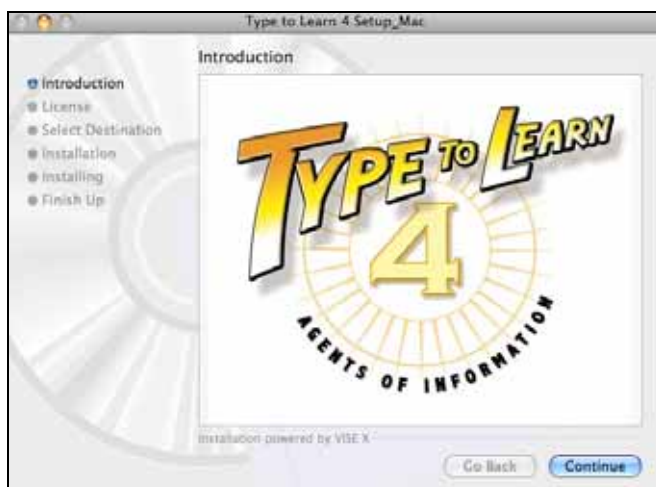 Type to Learn 4 Setup_Mac
Introduction
Introduction
License
Select Destination
Installation
Installing
Finish Up
TYPE TO LEARN
4
AGENTS OF INFORMATION
Installation powered by VISE X
Go Back
Continue